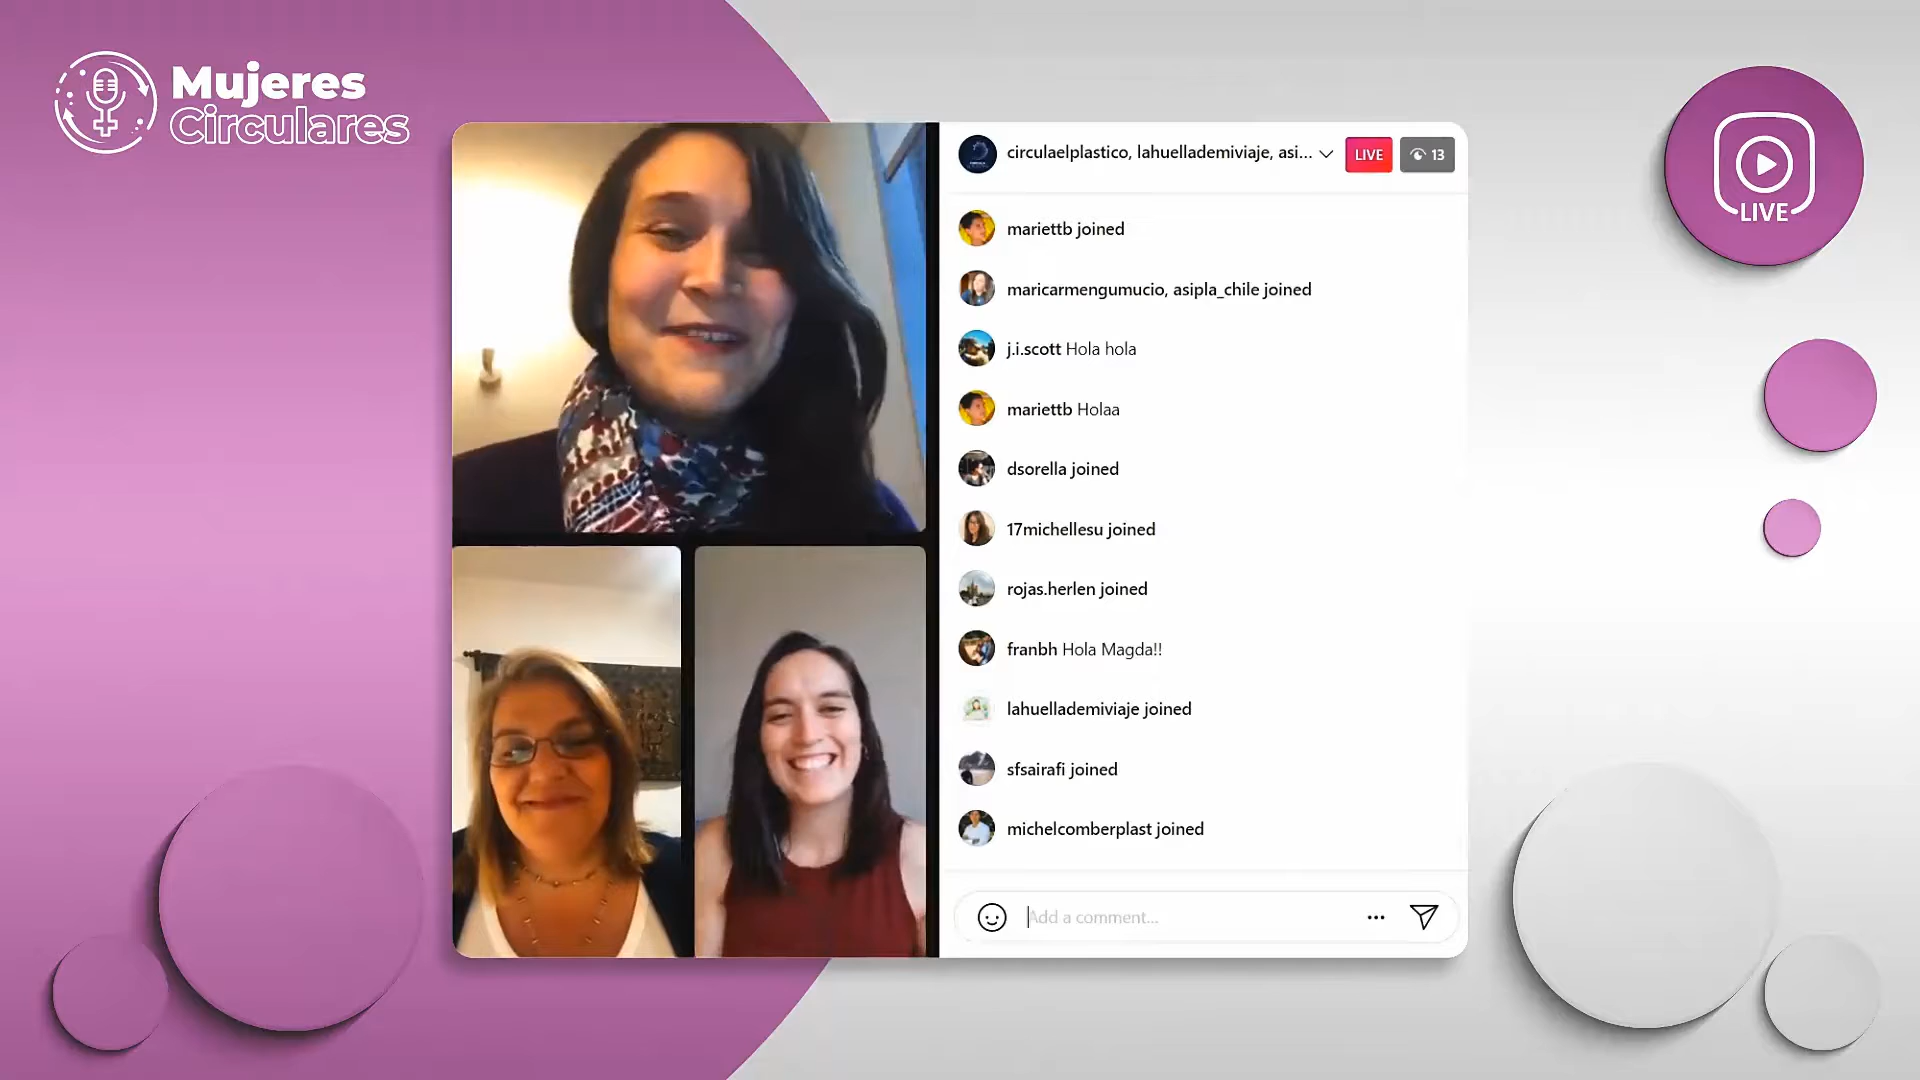 Mujeres
Circulares
circulaelplastico, lahuellademiviaje, asi...
LIVE
13
LIVE
mariettb joined
maricarmengumucio, asipla_chile joined
j.i.scott Hola hola
mariettb Holaa
dsorella joined
17michellesu joined
rojas.herlen joined
franbh Hola Magda!!
lahuellademiviaje joined
sfsairafi joined
michelcomberplast joined
Add a comment...